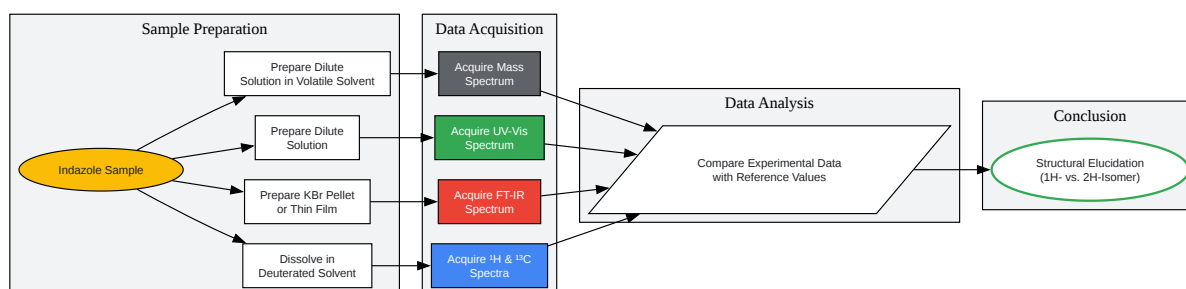 Sample Preparation
Indazole Sample
Prepare Dilute
Solution in Volatile Solvent
Prepare Dilute
Solution
Prepare KBr Pellet
or Thin Film
Dissolve in
Deuterated Solvent
Data Acquisition
Acquire Mass
Spectrum
Acquire UV-Vis
Spectrum
Acquire FT-IR
Spectrum
Acquire ¹H & ¹³C
Spectra
Data Analysis
Compare Experimental Data
with Reference Values
Conclusion
Structural Elucidation
(1H- vs. 2H-Isomer)